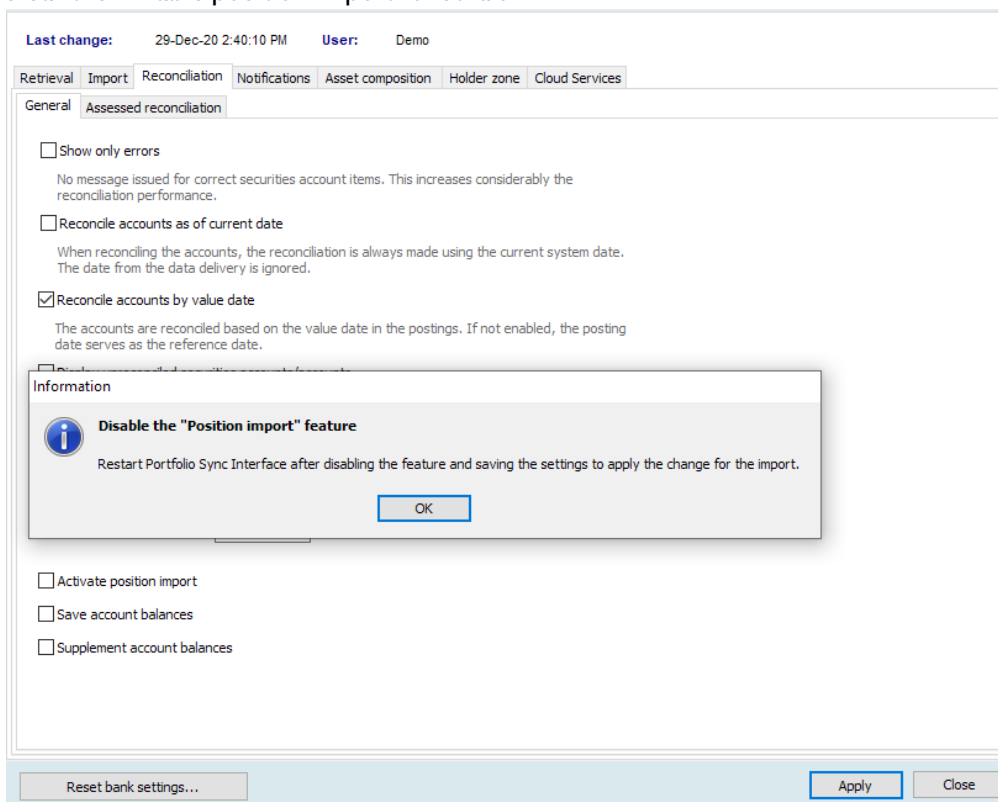 Last change: 29-Dec-20 2:40:10 PM User: Demo
Retrieval Import Reconciliation Notifications Asset composition Holder zone Cloud Services
General Assessed reconciliation
Show only errors
No message issued for correct securities account items. This increases considerably the
reconciliation performance.
Reconcile accounts as of current date
When reconciling the accounts, the reconciliation is always made using the current system date.
The date from the data delivery is ignored.
Reconcile accounts by value date
The accounts are reconciled based on the value date in the postings. If not enabled, the posting
date serves as the reference date.
Information
Disable the "Position import" feature
Restart Portfolio Sync Interface after disabling the feature and saving the settings to apply the change for the import.
OK
Activate position import
Save account balances
Supplement account balances
Reset bank settings... Apply Close